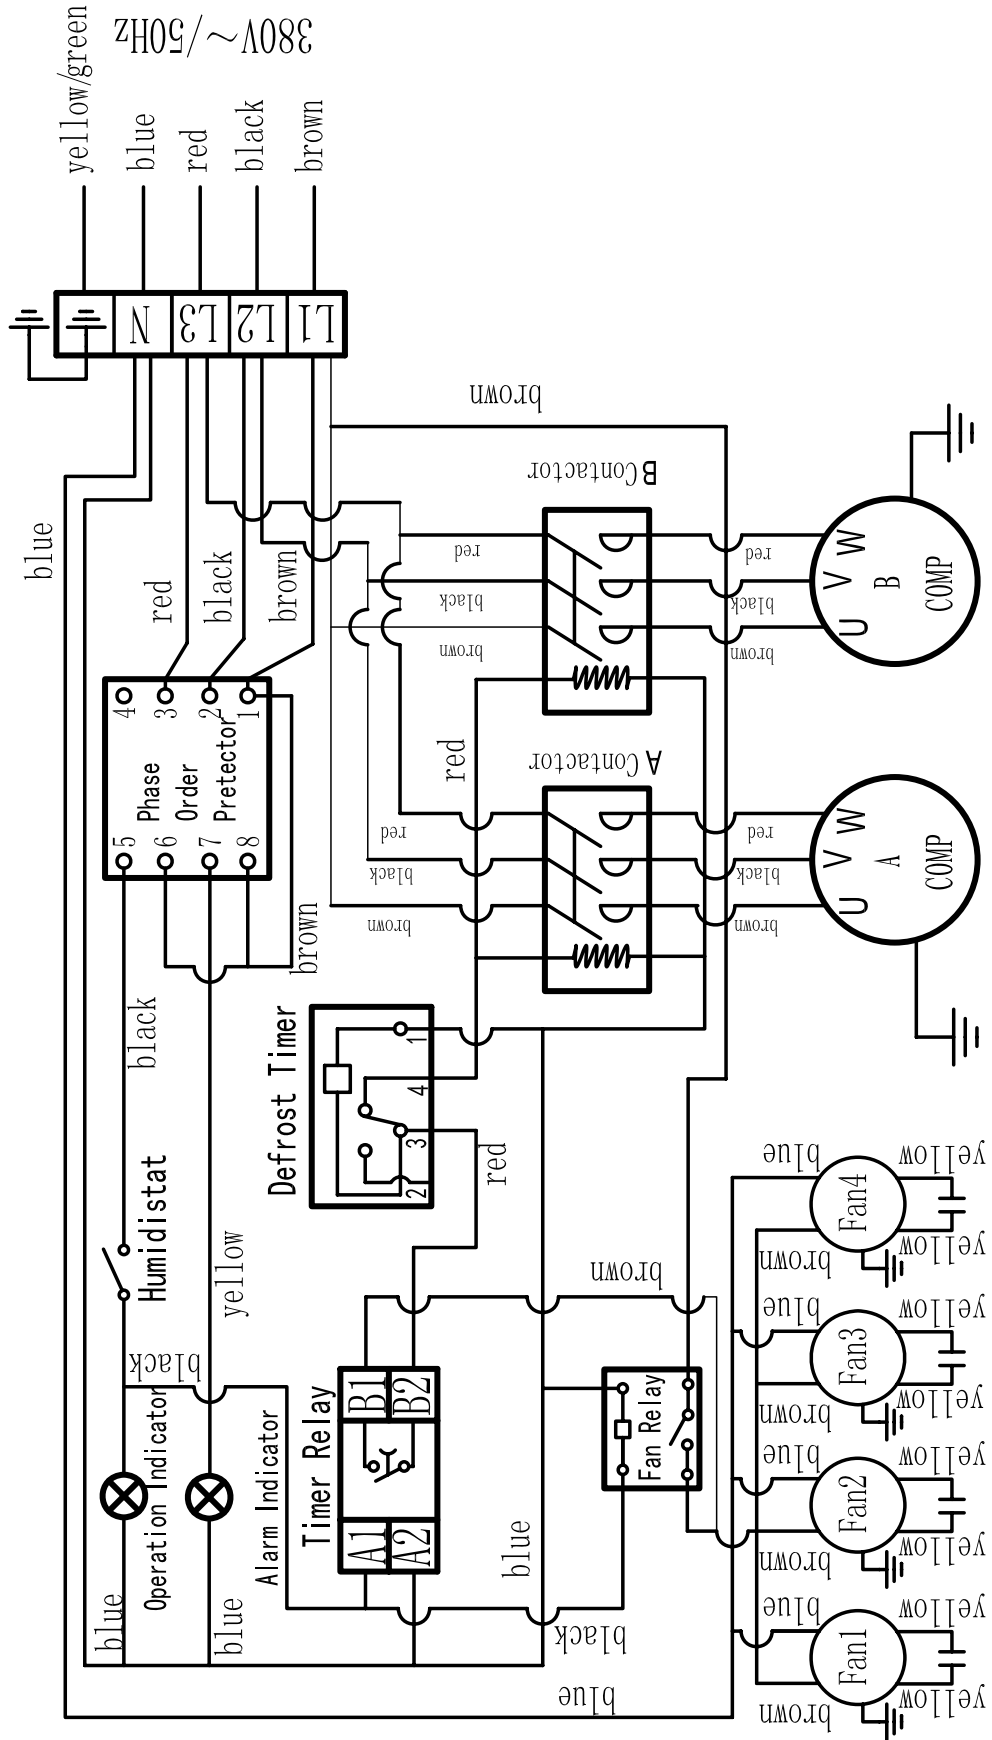 380V~/50Hz
yellow/green
blue
red
black
brown
N
L3
L2
L1
blue
red
black
brown
brown
4
3
2
1
Phase
Order
Pretector
5
6
7
8
brown
black
B Contactor
red
black
brown
red
black
brown
U V W
B
COMP
red
A Contactor
red
black
brown
red
black
brown
U V W
A
COMP
Defrost Timer
1
4
3
2
red
Humidistat
yellow
black
Operation Indicator
Alarm Indicator
blue
blue
Timer Relay
B1
B2
A1
A2
brown
Fan Relay
blue
black
blue
blue
brown
Fan4
yellow
yellow
blue
brown
Fan3
yellow
yellow
blue
brown
Fan2
yellow
yellow
blue
brown
Fan1
yellow
yellow